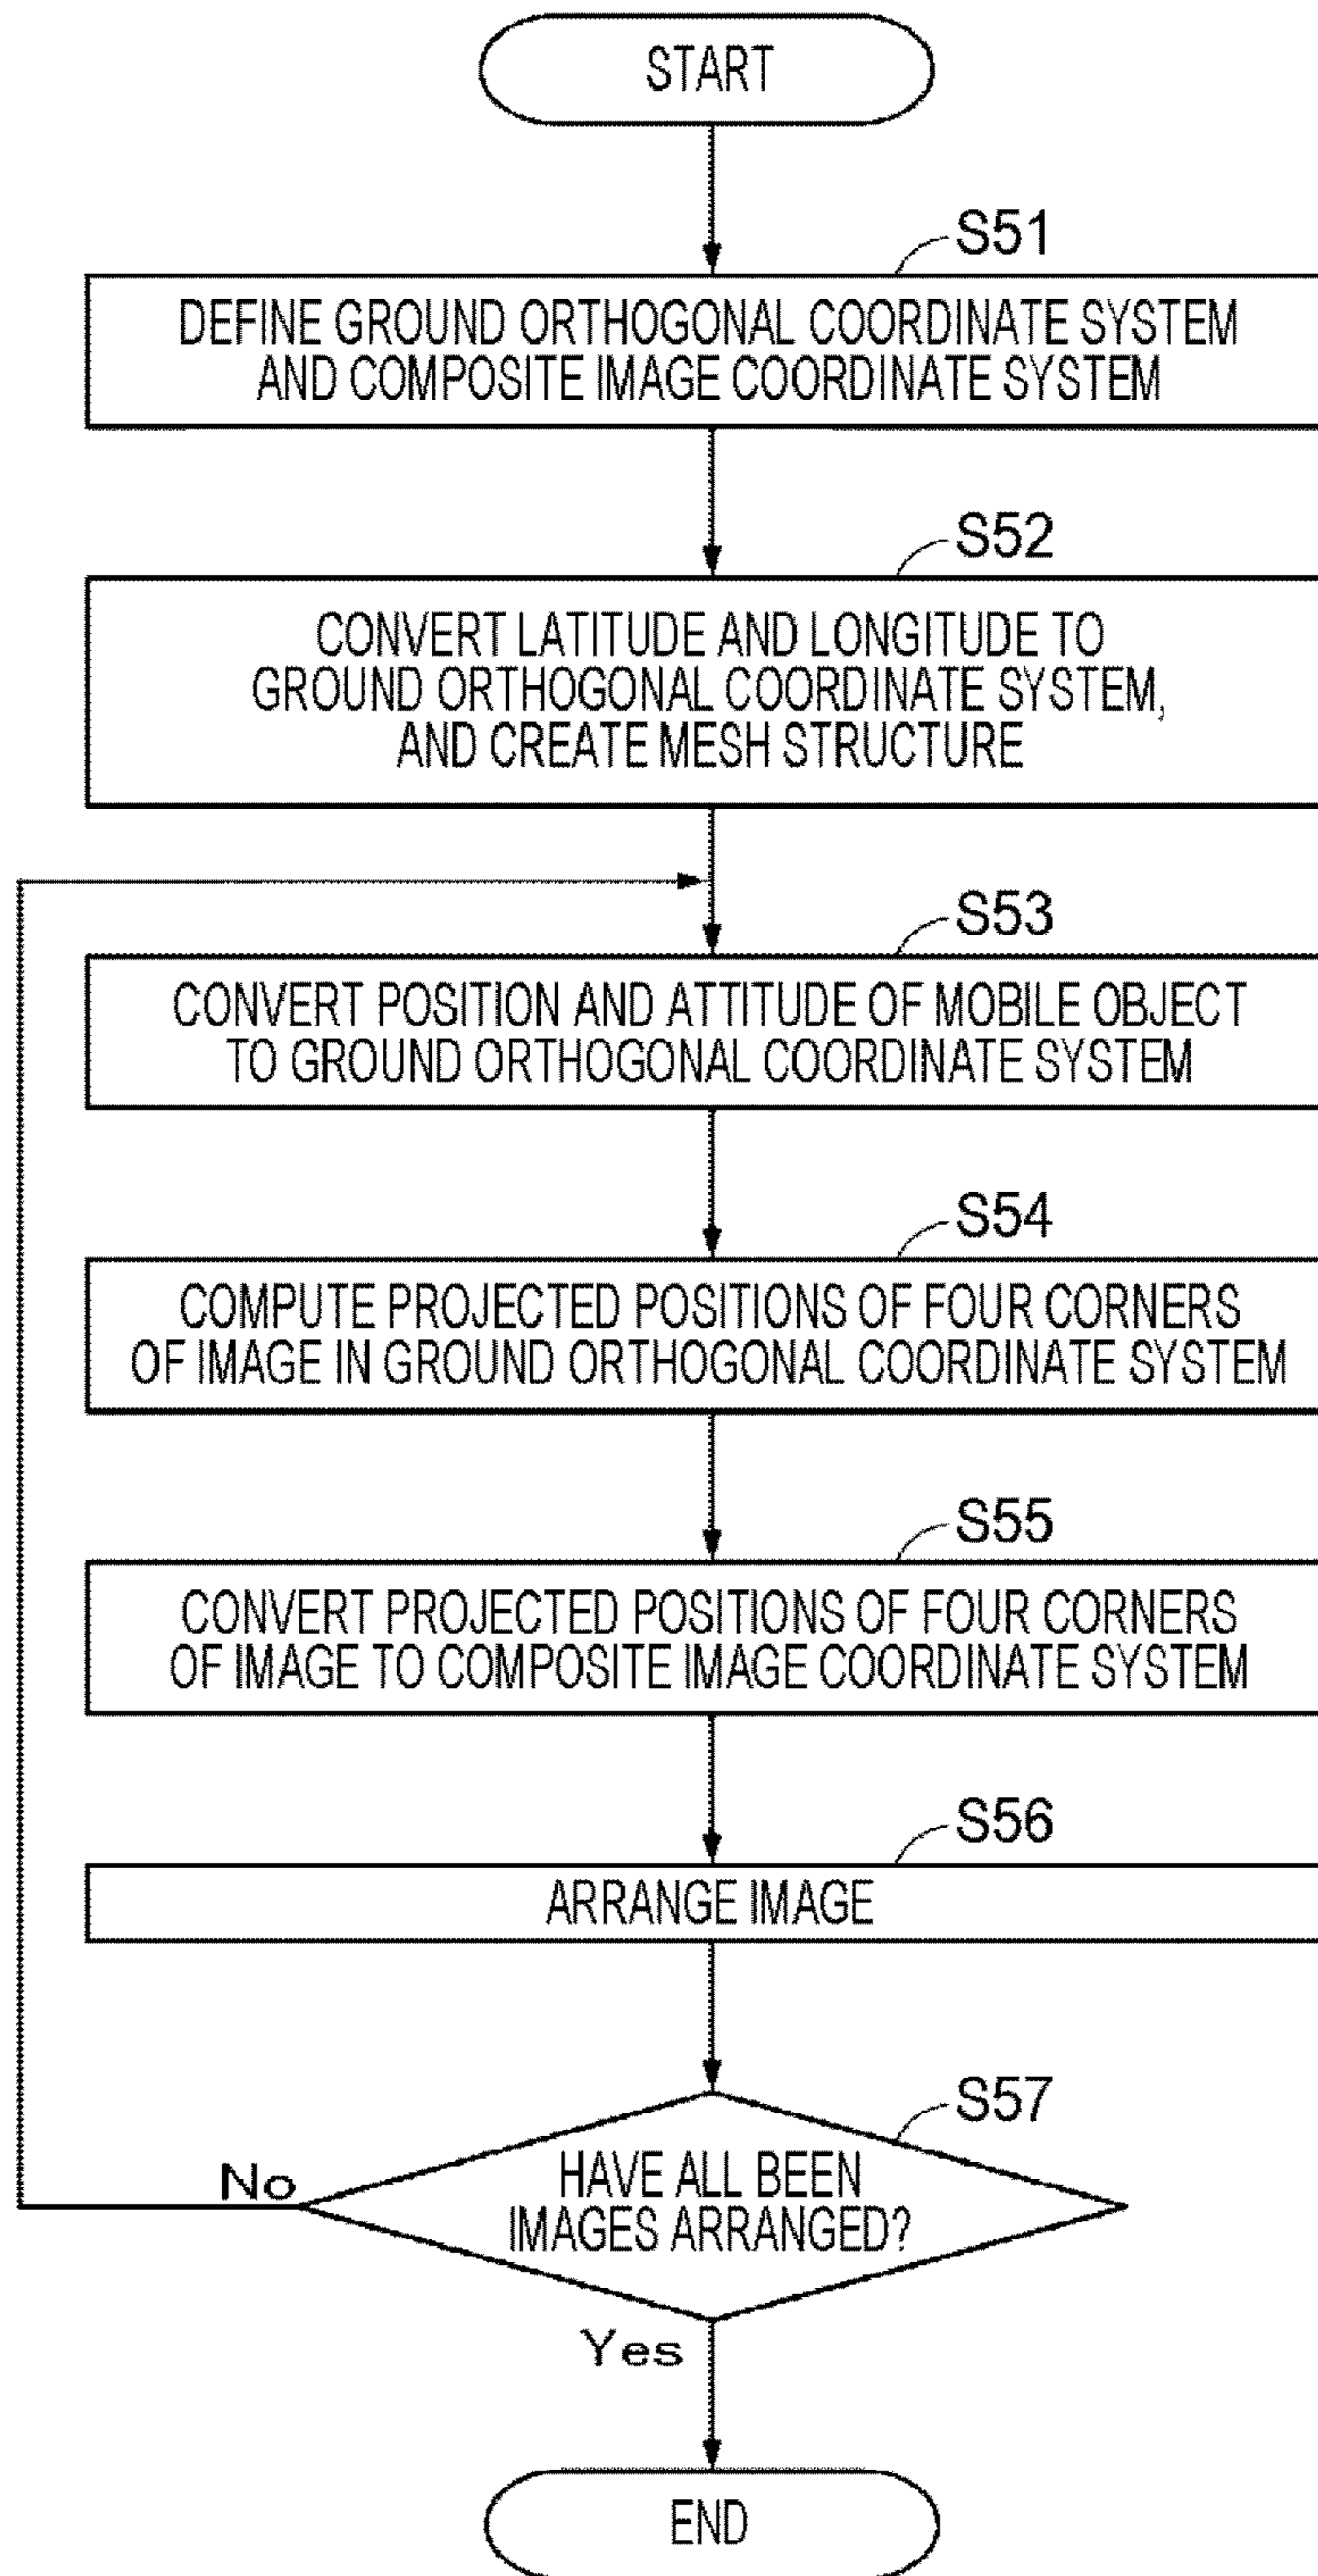 START
S51
DEFINE GROUND ORTHOGONAL COORDINATE SYSTEM
AND COMPOSITE IMAGE COORDINATE SYSTEM
S52
CONVERT LATITUDE AND LONGITUDE TO
GROUND ORTHOGONAL COORDINATE SYSTEM,
AND CREATE MESH STRUCTURE
S53
CONVERT POSITION AND ATTITUDE OF MOBILE OBJECT
TO GROUND ORTHOGONAL COORDINATE SYSTEM
S54
COMPUTE PROJECTED POSITIONS OF FOUR CORNERS
OF IMAGE IN GROUND ORTHOGONAL COORDINATE SYSTEM
S55
CONVERT PROJECTED POSITIONS OF FOUR CORNERS
OF IMAGE TO COMPOSITE IMAGE COORDINATE SYSTEM
S56
ARRANGE IMAGE
S57
HAVE ALL BEEN
IMAGES ARRANGED?
No
Yes
END